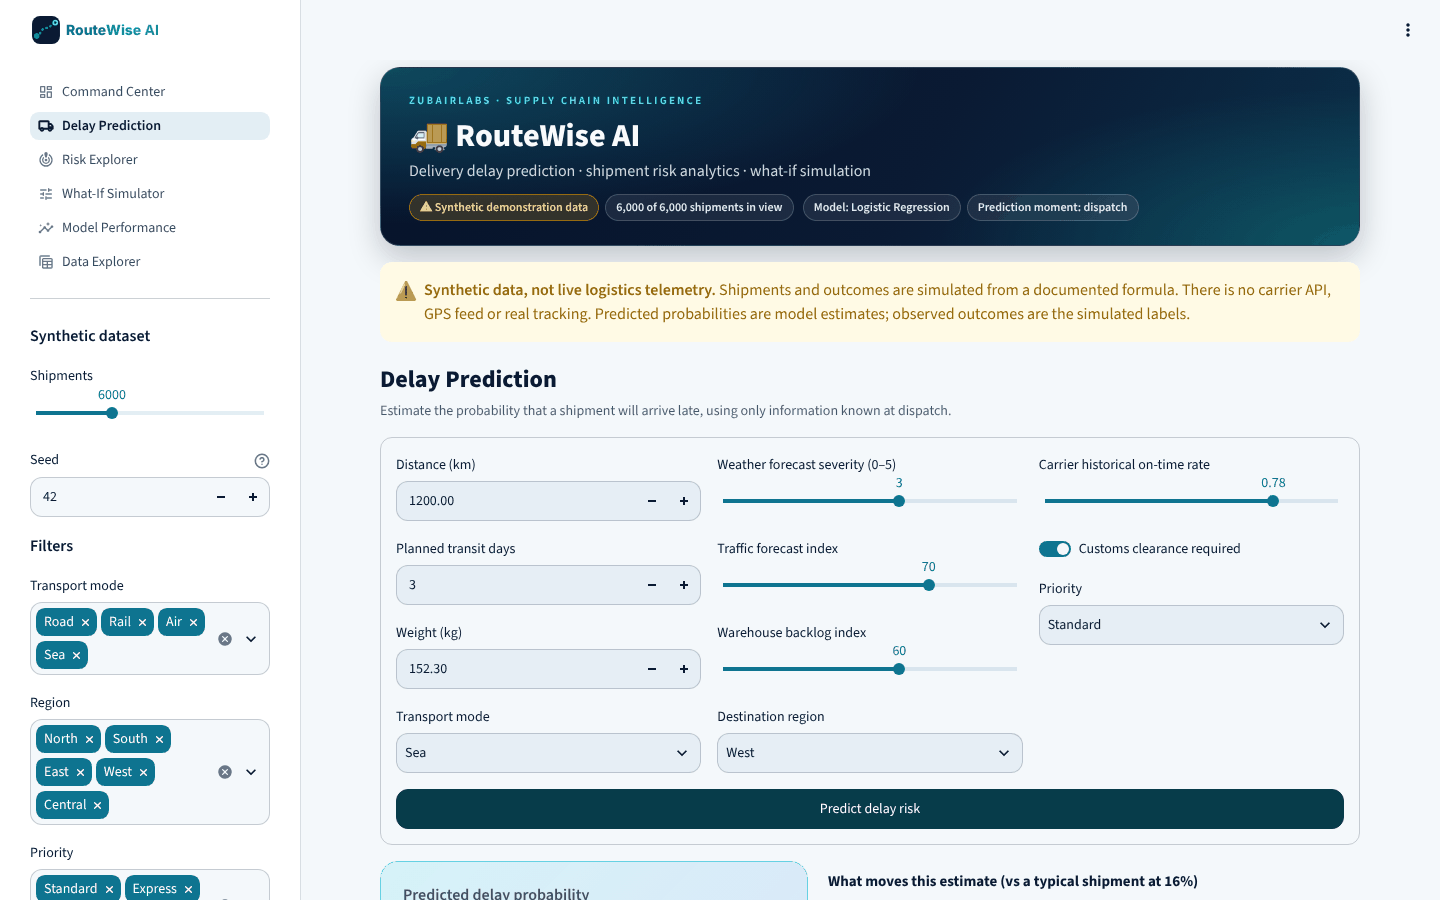 RouteWise AI
Command Center
Delay Prediction
Risk Explorer
What-If Simulator
Model Performance
Data Explorer
Synthetic dataset
Shipments
6000
Seed
42
Filters
Transport mode
Road
Rail
Air
Sea
Region
North
South
East
West
Central
Priority
Standard
Express
ZUBAIRLABS · SUPPLY CHAIN INTELLIGENCE
RouteWise AI
Delivery delay prediction · shipment risk analytics · what-if simulation
Synthetic demonstration data
6,000 of 6,000 shipments in view
Model: Logistic Regression
Prediction moment: dispatch
Synthetic data, not live logistics telemetry. Shipments and outcomes are simulated from a documented formula. There is no carrier API,
GPS feed or real tracking. Predicted probabilities are model estimates; observed outcomes are the simulated labels.
Delay Prediction
Estimate the probability that a shipment will arrive late, using only information known at dispatch.
Distance (km)
1200.00
Planned transit days
3
Weight (kg)
152.30
Transport mode
Sea
Weather forecast severity (0–5)
3
Traffic forecast index
70
Warehouse backlog index
60
Destination region
West
Carrier historical on-time rate
0.78
Customs clearance required
Priority
Standard
Predict delay risk
Predicted delay probability
What moves this estimate (vs a typical shipment at 16%)